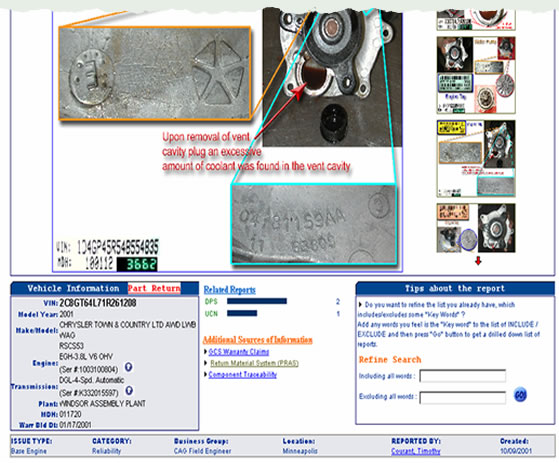 Upon removal of vent
cavity plug an excessive
amount of coolant was found in the vent cavity
VIN: 1D4GP45R54B554835
MDH: 100112 3662
Vehicle Information Part Return
VIN: 2C8GT64L71R261208
Model Year: 2001
Make/Model: CHRYSLER TOWN & COUNTRY LTD AWD LWB
WAG
RSCS53
Engine: EGH-3.8L V6 OHV
(Ser #:1003100804)
Transmission: DGL-4-Spd. Automatic
(Ser #:K332015597)
Plant: WINDSOR ASSEMBLY PLANT
MDH: 011720
Warr Bld Dt: 01/17/2001
Related Reports
DPS 2
UCN 1
Additional Sources of Information
GCS Warranty Claims
Return Material System (PRAS)
Component Traceability
Tips about the report
Do you want to refine the list you already have, which
includes/excludes some "Key Words" ?
Add any words you feel is the "Key word" to the list of INCLUDE /
EXCLUDE and then press "Go" button to get a drilled down list of
reports.
Refine Search
Including all words :
Excluding all words :
GO
ISSUE TYPE: CATEGORY: Business Group: Location: REPORTED BY: Created:
Base Engine Reliability CAG Field Engineer Minneapolis Courant, Timothy 10/09/2001